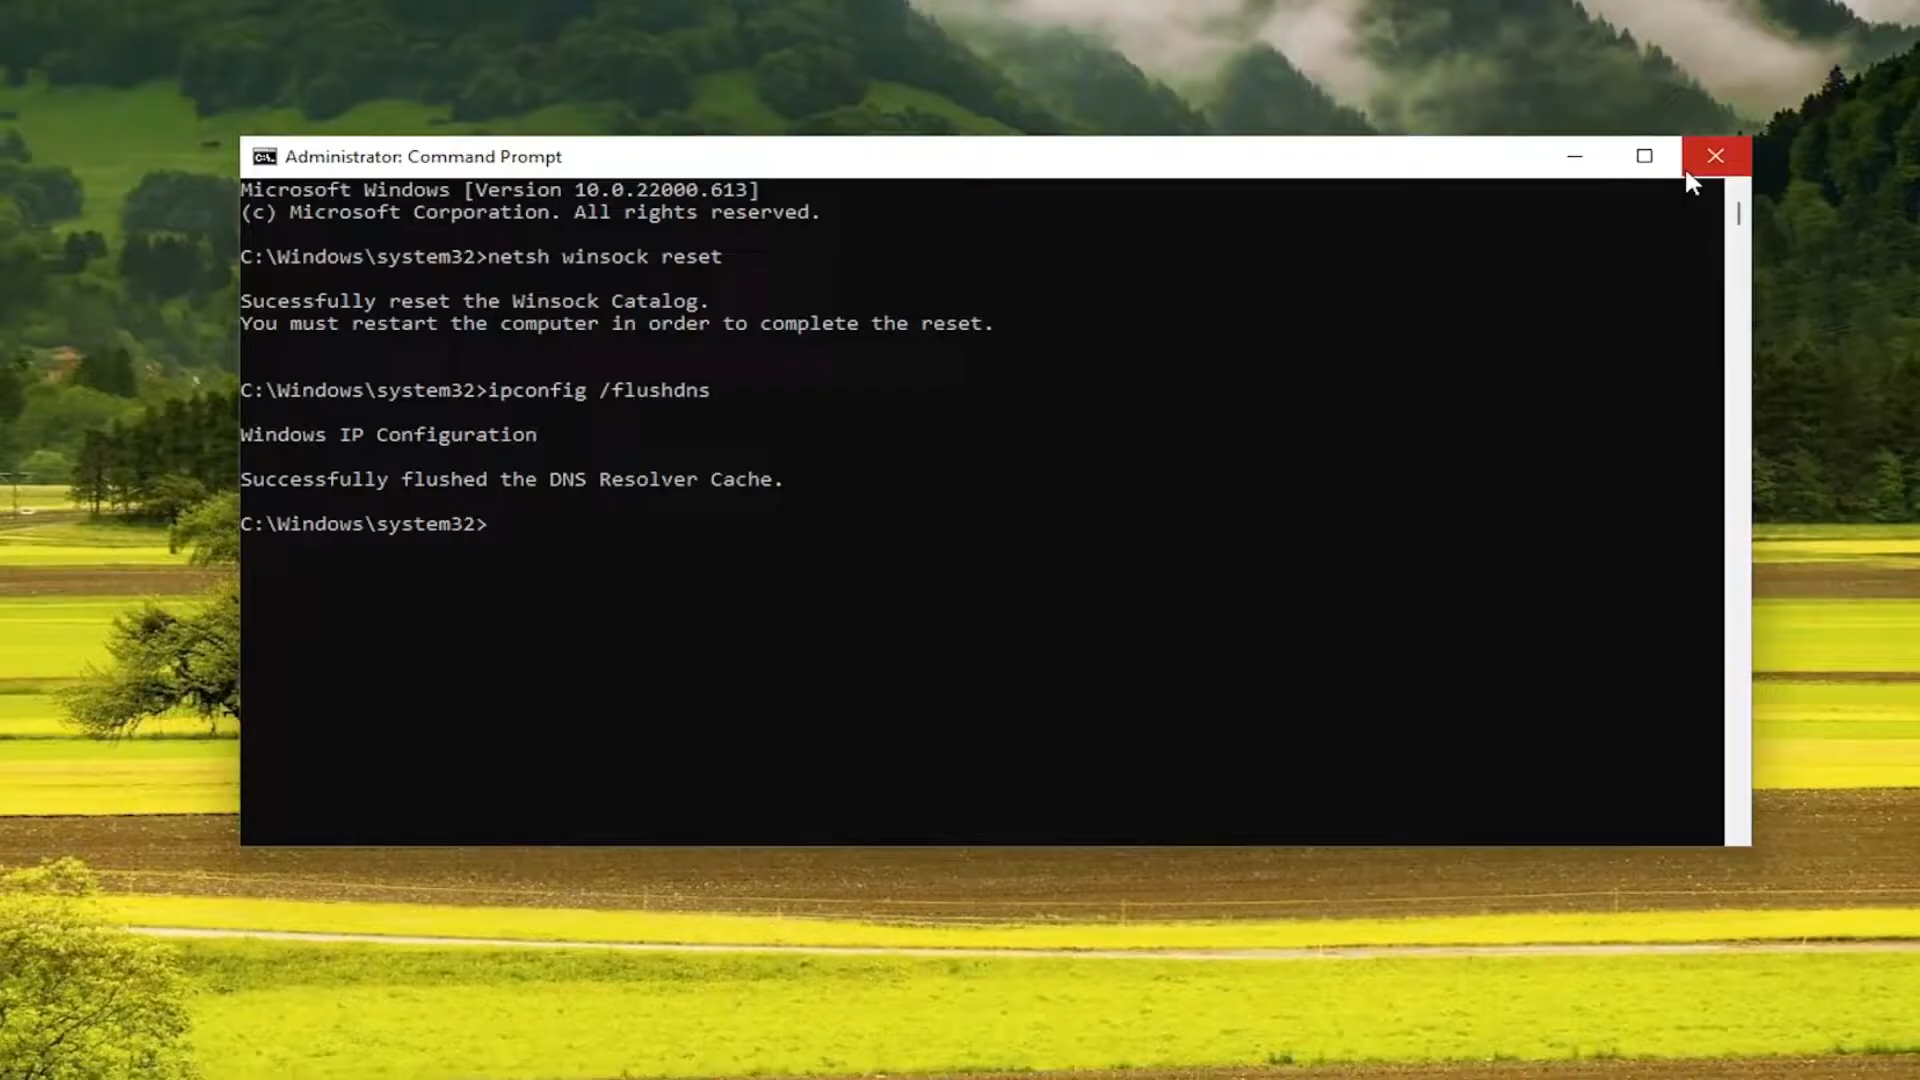 Administrator: Command Prompt
Microsoft Windows [Version 10.0.22000.613]
(c) Microsoft Corporation. All rights reserved.
C:\Windows\system32>netsh winsock reset
Sucessfully reset the Winsock Catalog.
You must restart the computer in order to complete the reset.
C:\Windows\system32>ipconfig /flushdns
Windows IP Configuration
Successfully flushed the DNS Resolver Cache.
C:\Windows\system32>